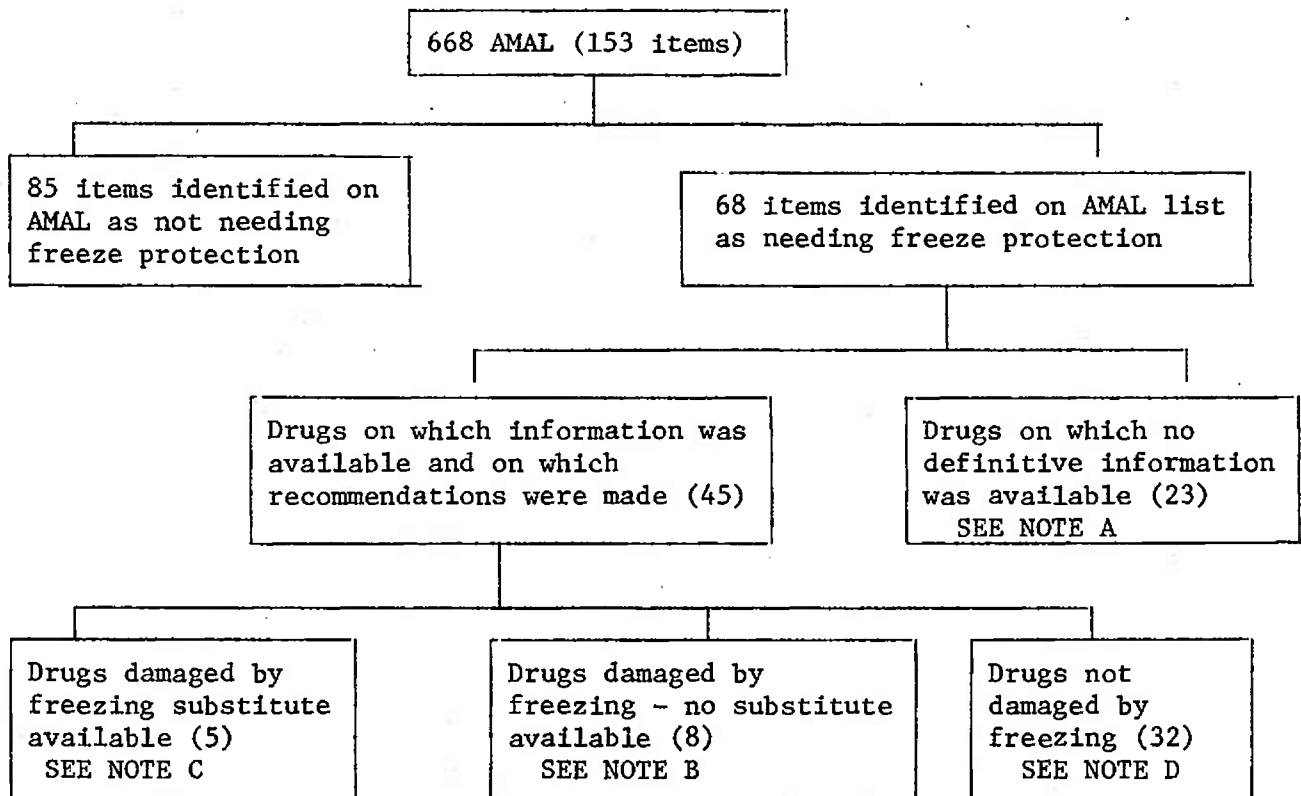 668 AMAL (153 items)
85 items identified on
AMAL as not needing
freeze protection
68 items identified on AMAL list
as needing freeze protection
Drugs on which information was
available and on which
recommendations were made (45)
Drugs on which no
definitive information
was available (23)
SEE NOTE A
Drugs damaged by
freezing substitute
available (5)
SEE NOTE C
Drugs damaged by
freezing - no substitute
available (8)
SEE NOTE B
Drugs not
damaged by
freezing (32)
SEE NOTE D